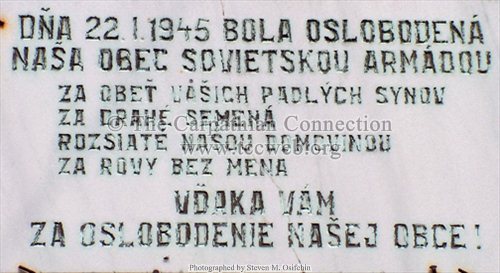 DŇA 22.1.1945 BOLA OSLOBODENÁ
NAŠA OBEC SOVIETSKOU ARMÁDOU
ZA OBEŤ VAŠICH PADLÝCH SYNOV
ZA DRAHÉ SEMENÁ
© The Carpathian Connection
ROZSIATE NAŠOU DOMOVINOU
www.tccweb.org
ZA ROVY BEZ MENA
VĎAKA VÁM
ZA OSLOBODENIE NAŠEJ OBCE!
Photographed by Steven M. Osifchin